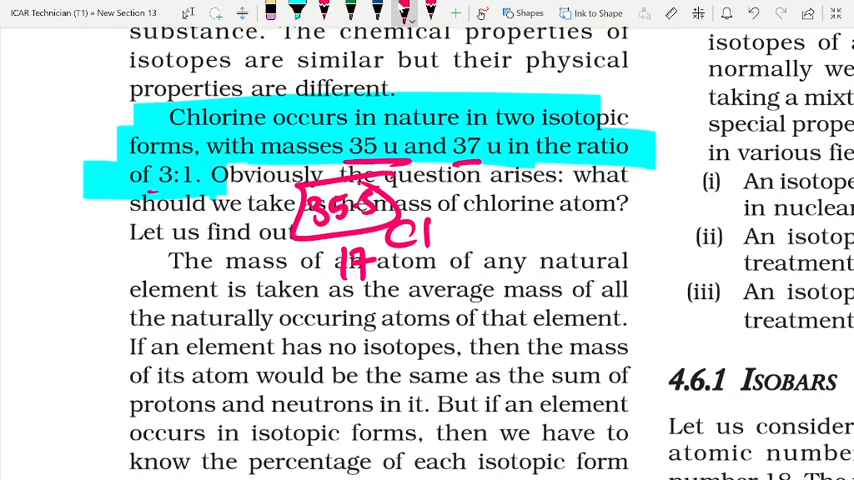 ICAR Technician (T1) » New Section 13
Shapes
Ink to Shape
substance. The chemical properties of
isotopes are similar but their physical
properties are different.
Chlorine occurs in nature in two isotopic
forms, with masses 35 u and 37 u in the ratio
of 3:1. Obviously, the question arises: what
should we take as the mass of chlorine atom?
Let us find out
35.5
Cl
17
The mass of an atom of any natural
element is taken as the average mass of all
the naturally occuring atoms of that element.
If an element has no isotopes, then the mass
of its atom would be the same as the sum of
protons and neutrons in it. But if an element
occurs in isotopic forms, then we have to
know the percentage of each isotopic form
isotopes of a
normally we
taking a mixt
special prope
in various fie
(i) An isotope
in nuclea
(ii) An isotop
treatment
(iii) An isotop
treatment
4.6.1 ISOBARS
Let us conside
atomic numbe
number 18. The